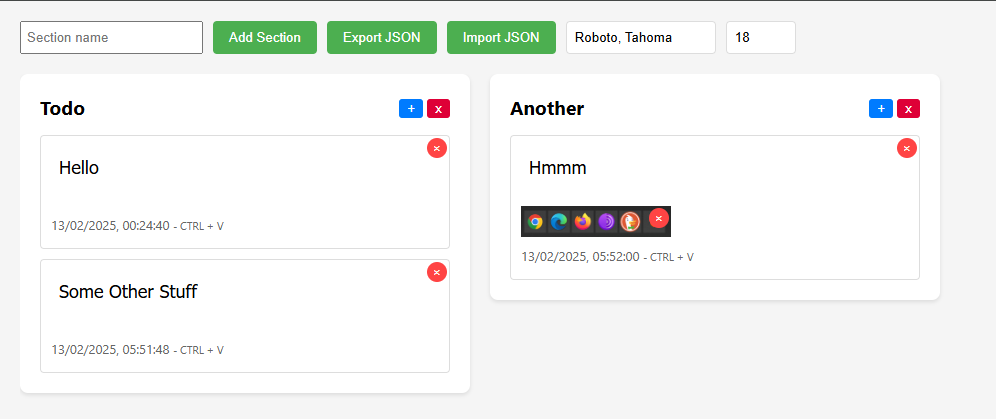 Section name Add Section Export JSON Import JSON Roboto, Tahoma 18
Todo + x
Hello ×
13/02/2025, 00:24:40 - CTRL + V
Some Other Stuff ×
13/02/2025, 05:51:48 - CTRL + V
Another + x
Hmmm ×
×
13/02/2025, 05:52:00 - CTRL + V